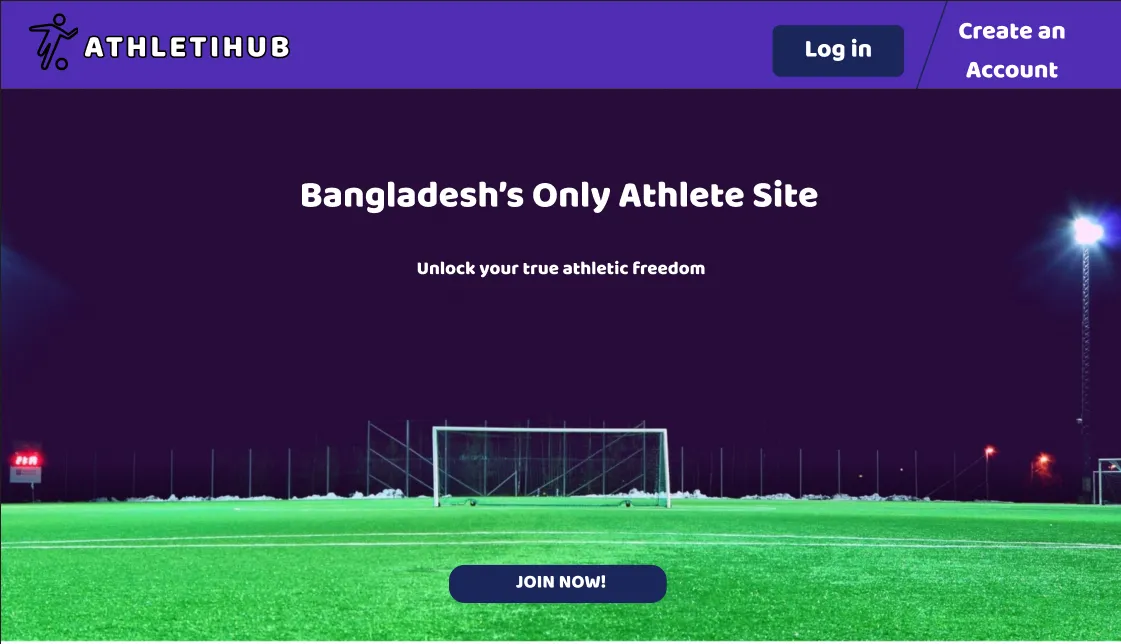 ATHLETIHUB
Log in
Create an
Account
Bangladesh's Only Athlete Site
Unlock your true athletic freedom
JOIN NOW!